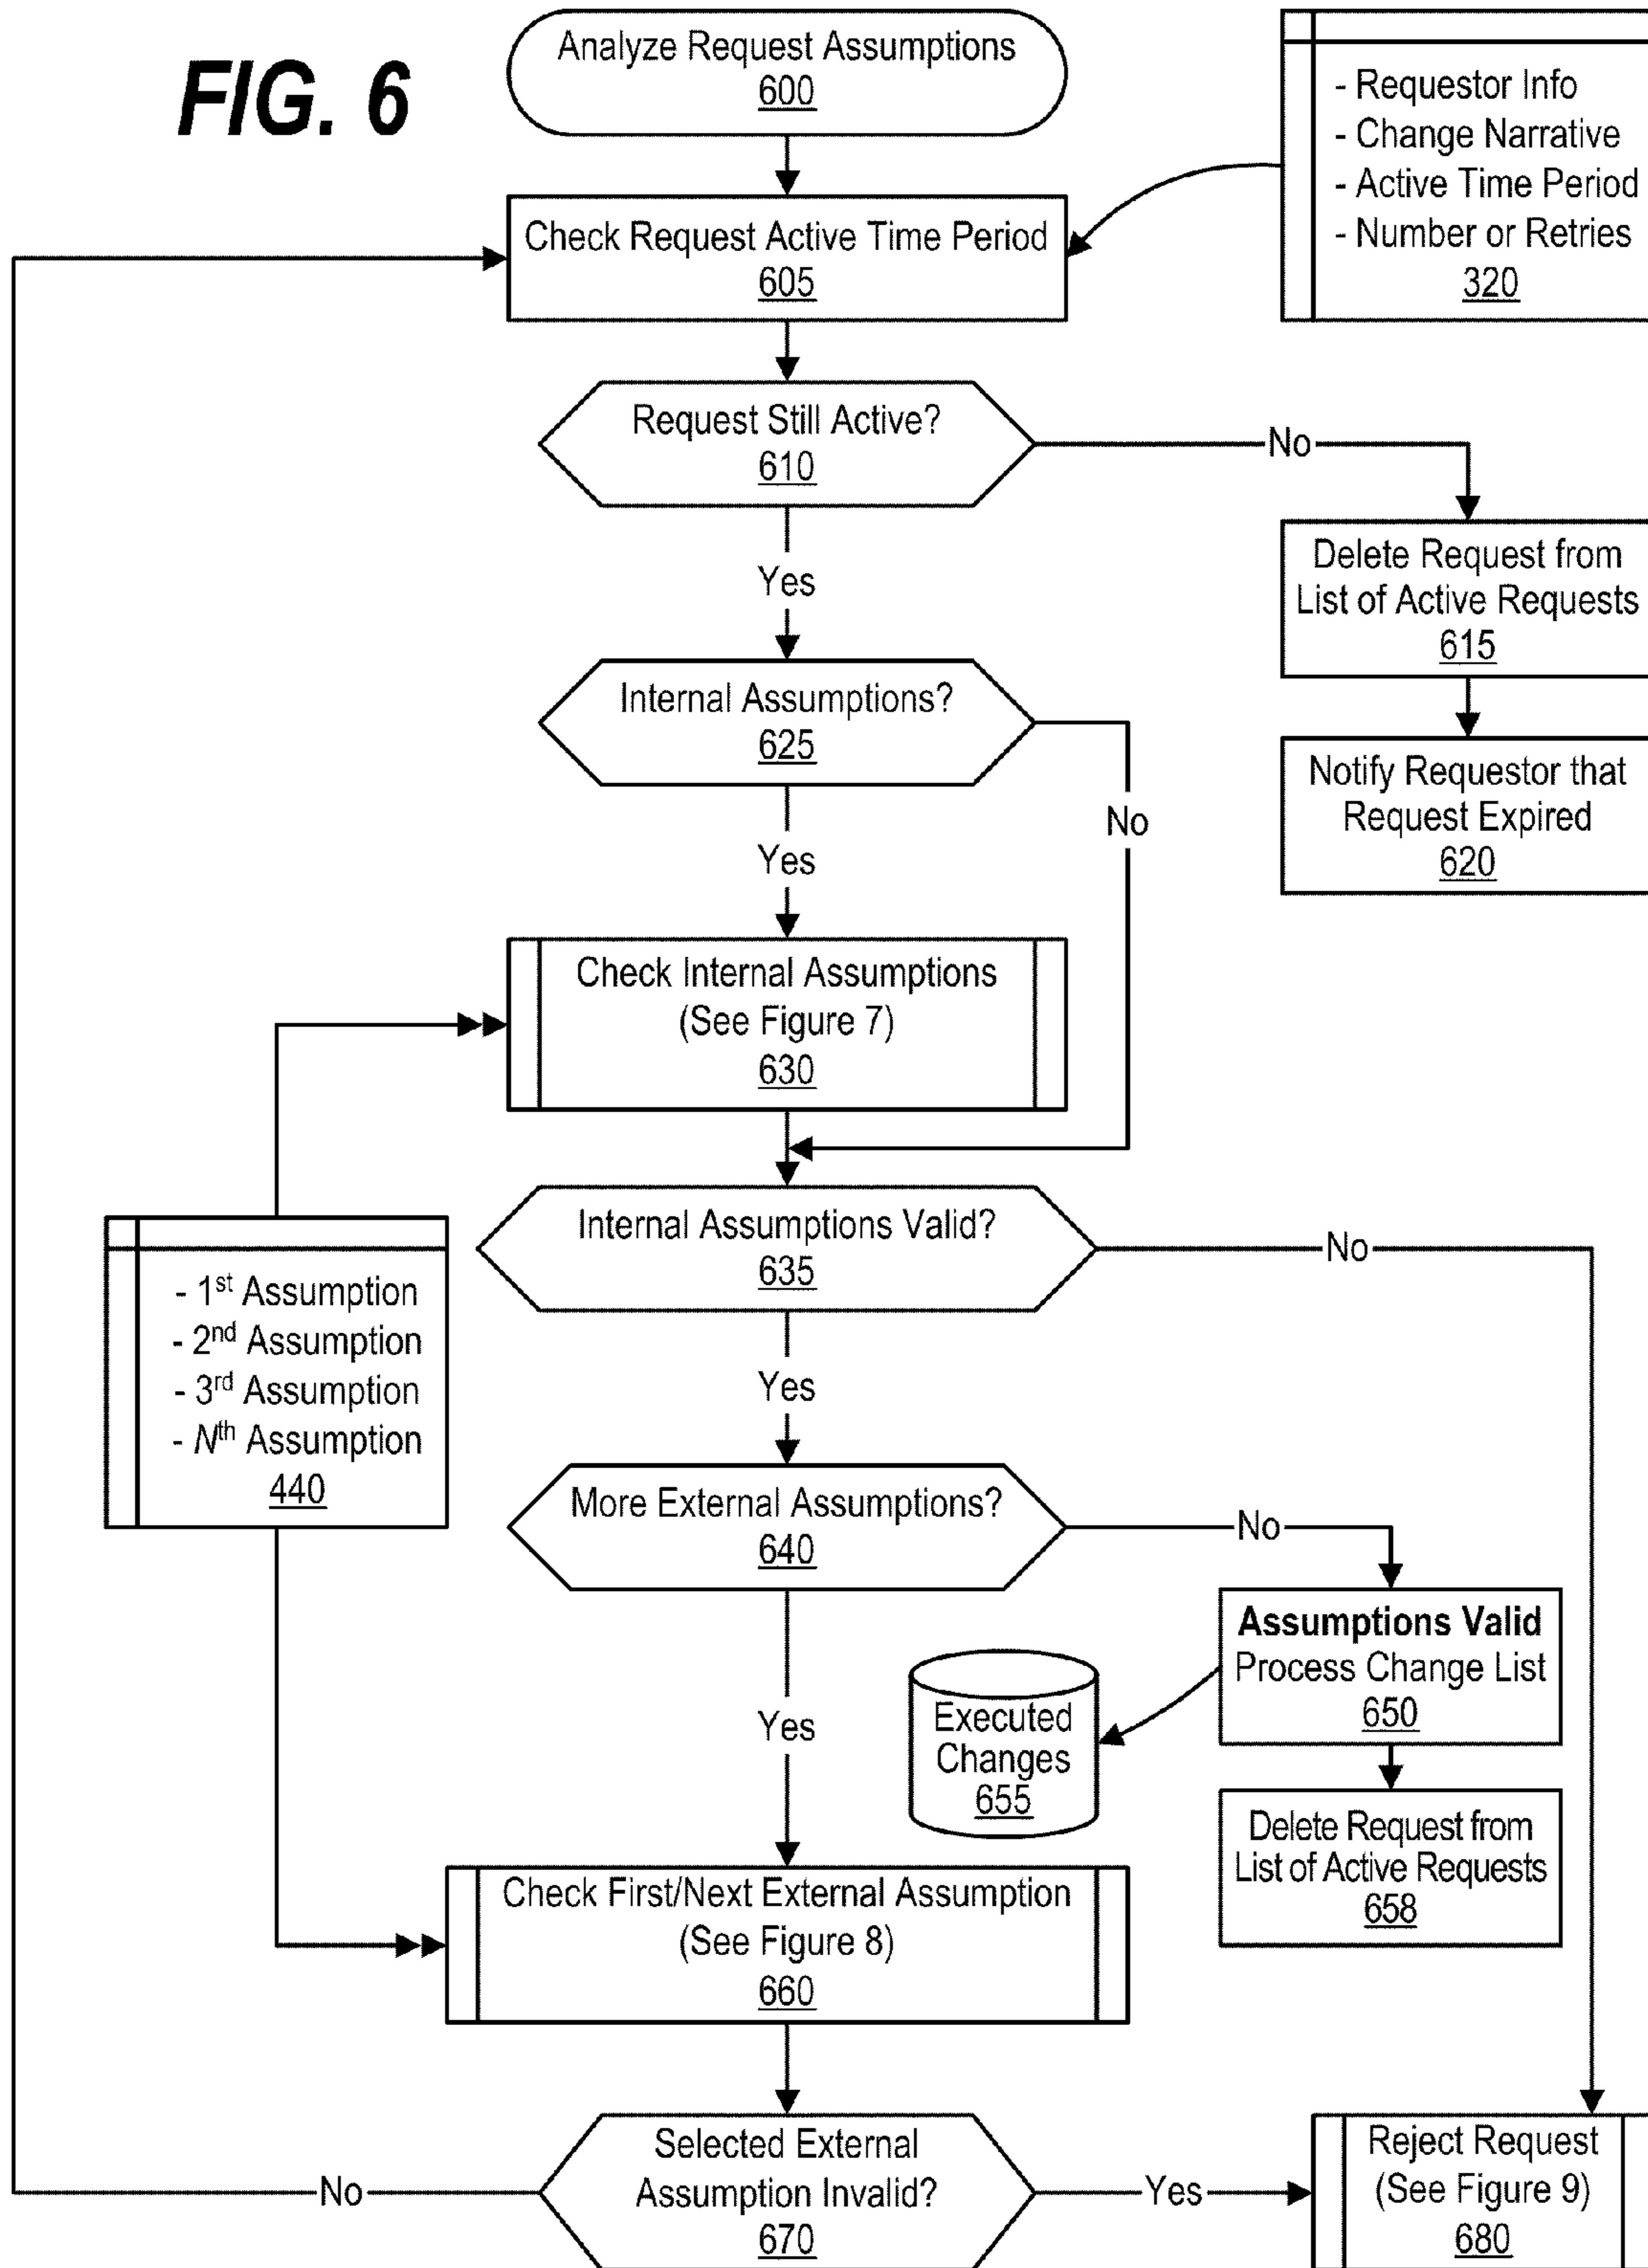 FIG. 6
Analyze Request Assumptions
600
- Requestor Info
- Change Narrative
- Active Time Period
- Number or Retries
320
Check Request Active Time Period
605
Request Still Active?
610
No
Yes
Delete Request from
List of Active Requests
615
Notify Requestor that
Request Expired
620
Internal Assumptions?
625
No
Yes
Check Internal Assumptions
(See Figure 7)
630
Internal Assumptions Valid?
635
No
- 1st Assumption
- 2nd Assumption
- 3rd Assumption
- Nth Assumption
440
Yes
More External Assumptions?
640
No
Assumptions Valid
Process Change List
650
Executed
Changes
655
Yes
Delete Request from
List of Active Requests
658
Check First/Next External Assumption
(See Figure 8)
660
Selected External
Assumption Invalid?
670
No
Yes
Reject Request
(See Figure 9)
680